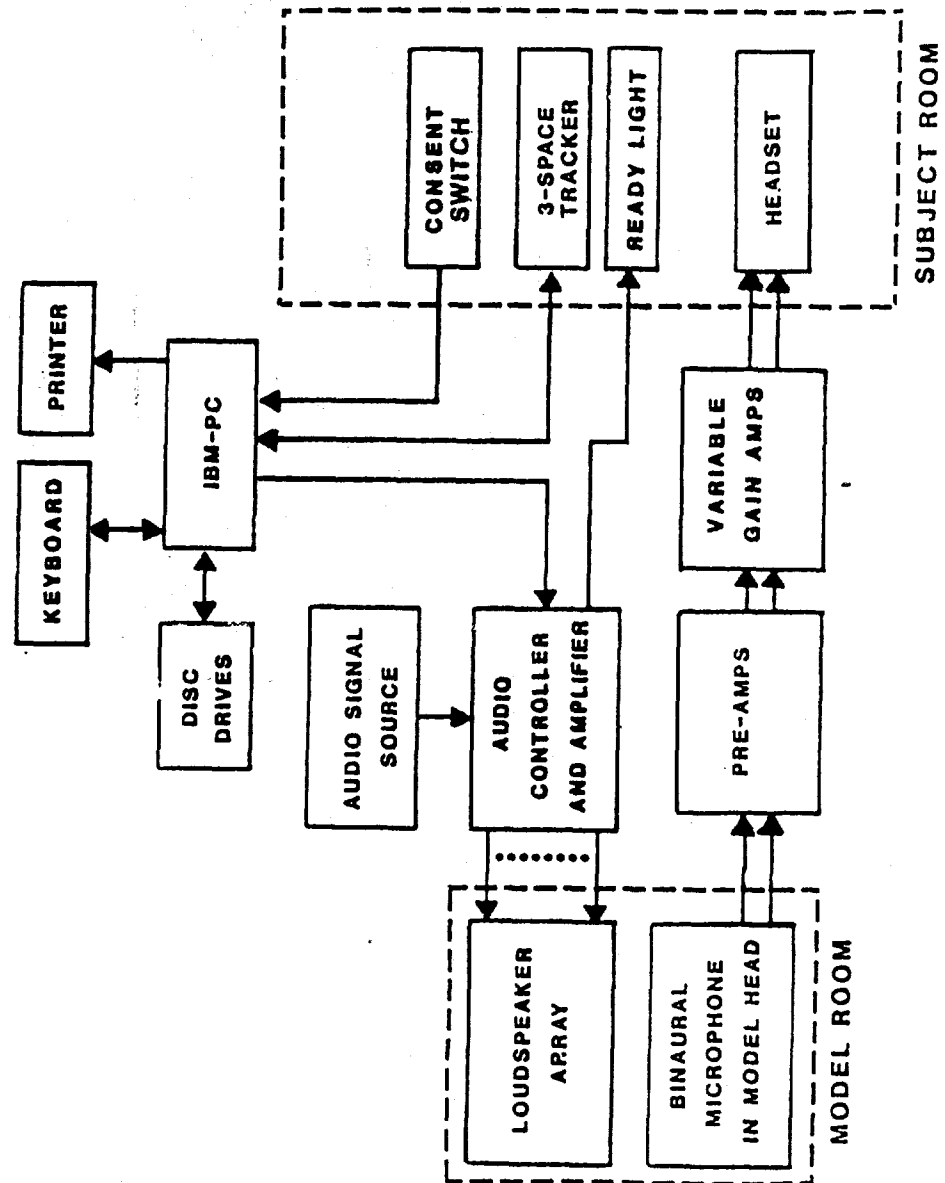 KEYBOARD
PRINTER
DISC
DRIVES
IBM-PC
CONSENT
SWITCH
AUDIO SIGNAL
SOURCE
3-SPACE
TRACKER
READY LIGHT
LOUDSPEAKER
ARRAY
AUDIO
CONTROLLER
AND AMPLIFIER
BINAURAL
MICROPHONE
IN MODEL HEAD
PRE-AMPS
VARIABLE
GAIN AMPS
HEADSET
MODEL ROOM
SUBJECT ROOM